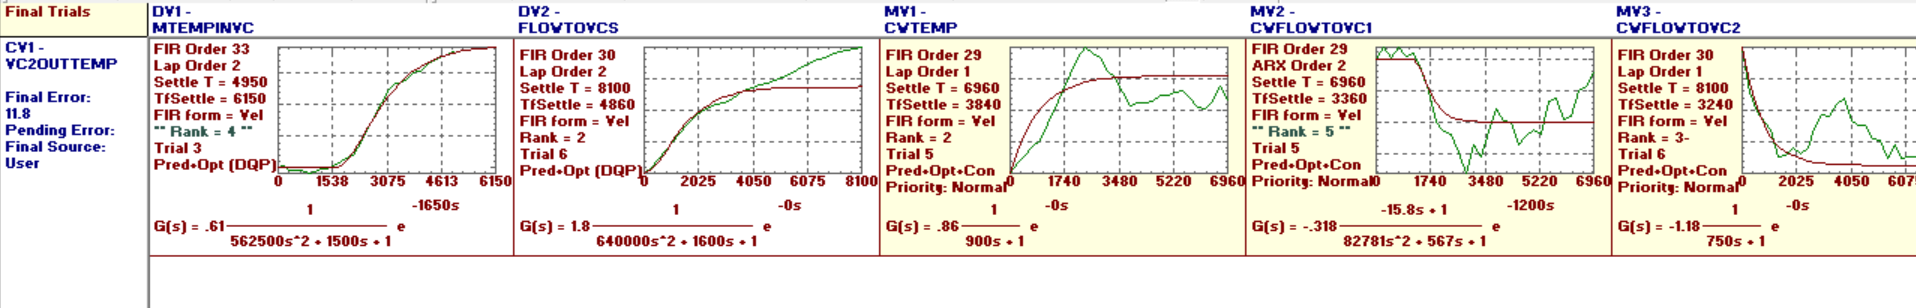 Final Trials
DV1 -
MTEMPINVC
DV2 -
FLOWTOVCS
MV1 -
CWTEMP
MV2 -
CWFLOWTOVC1
MV3 -
CWFLOWTOVC2
CV1 -
VC2OUTTEMP
Final Error:
11.8
Pending Error:
Final Source:
User
FIR Order 33
Lap Order 2
Settle T = 4950
TfSettle = 6150
FIR form = Vel
** Rank = 4 **
Trial 3
Pred+Opt (DQP)
0 1538 3075 4613 6150
1 -1650s
G(s) = .61 e
562500s^2 + 1500s + 1
FIR Order 30
Lap Order 2
Settle T = 8100
TfSettle = 4860
FIR form = Vel
Rank = 2
Trial 6
Pred+Opt (DQP)
0 2025 4050 6075 8100
1 -0s
G(s) = 1.8 e
640000s^2 + 1600s + 1
FIR Order 29
Lap Order 1
Settle T = 6960
TfSettle = 3840
FIR form = Vel
Rank = 2
Trial 5
Pred+Opt+Con
Priority: Normal
0 1740 3480 5220 6960
1 -0s
G(s) = .86 e
900s + 1
FIR Order 29
ARX Order 2
Settle T = 6960
TfSettle = 3360
FIR form = Vel
** Rank = 5 **
Trial 5
Pred+Opt+Con
Priority: Normal
0 1740 3480 5220 6960
-15.8s + 1 -1200s
G(s) = -.318 e
82781s^2 + 567s + 1
FIR Order 30
Lap Order 1
Settle T = 8100
TfSettle = 3240
FIR form = Vel
Rank = 3-
Trial 6
Pred+Opt+Con
Priority: Normal
0 2025 4050
1 -0s
G(s) = -1.18 e
750s + 1